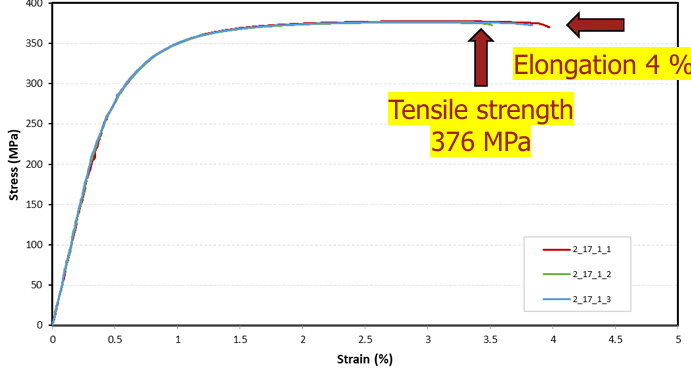 400
350
300
250
200
150
100
50
0
Stress (MPa)
Elongation 4 %
Tensile strength
376 MPa
2_17_1_1
2_17_1_2
2_17_1_3
0 0.5 1 1.5 2 2.5 3 3.5 4 4.5 5
Strain (%)